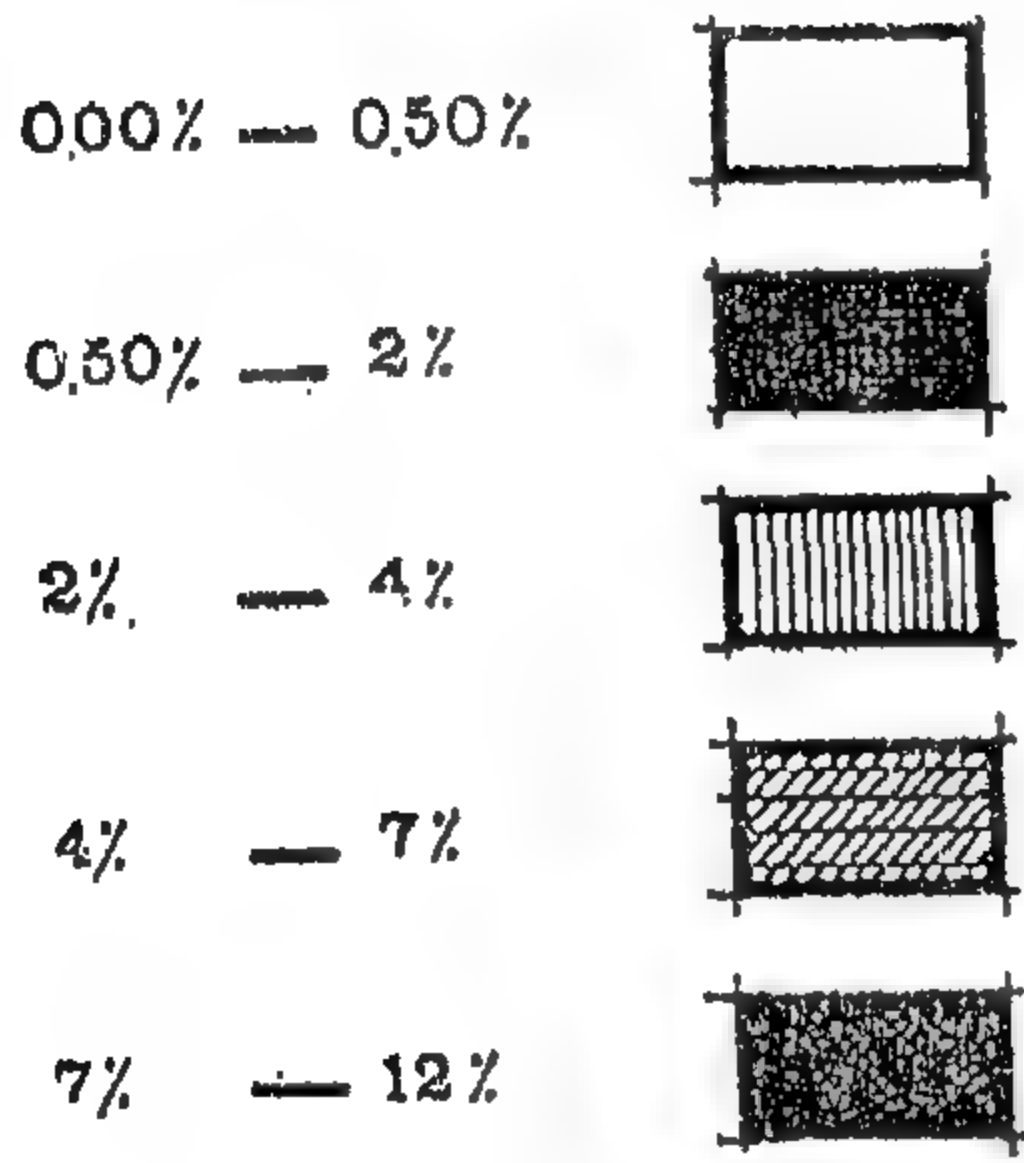 0,00% — 0,50%
0,50% — 2%
2% — 4%
4% — 7%
7% — 12%